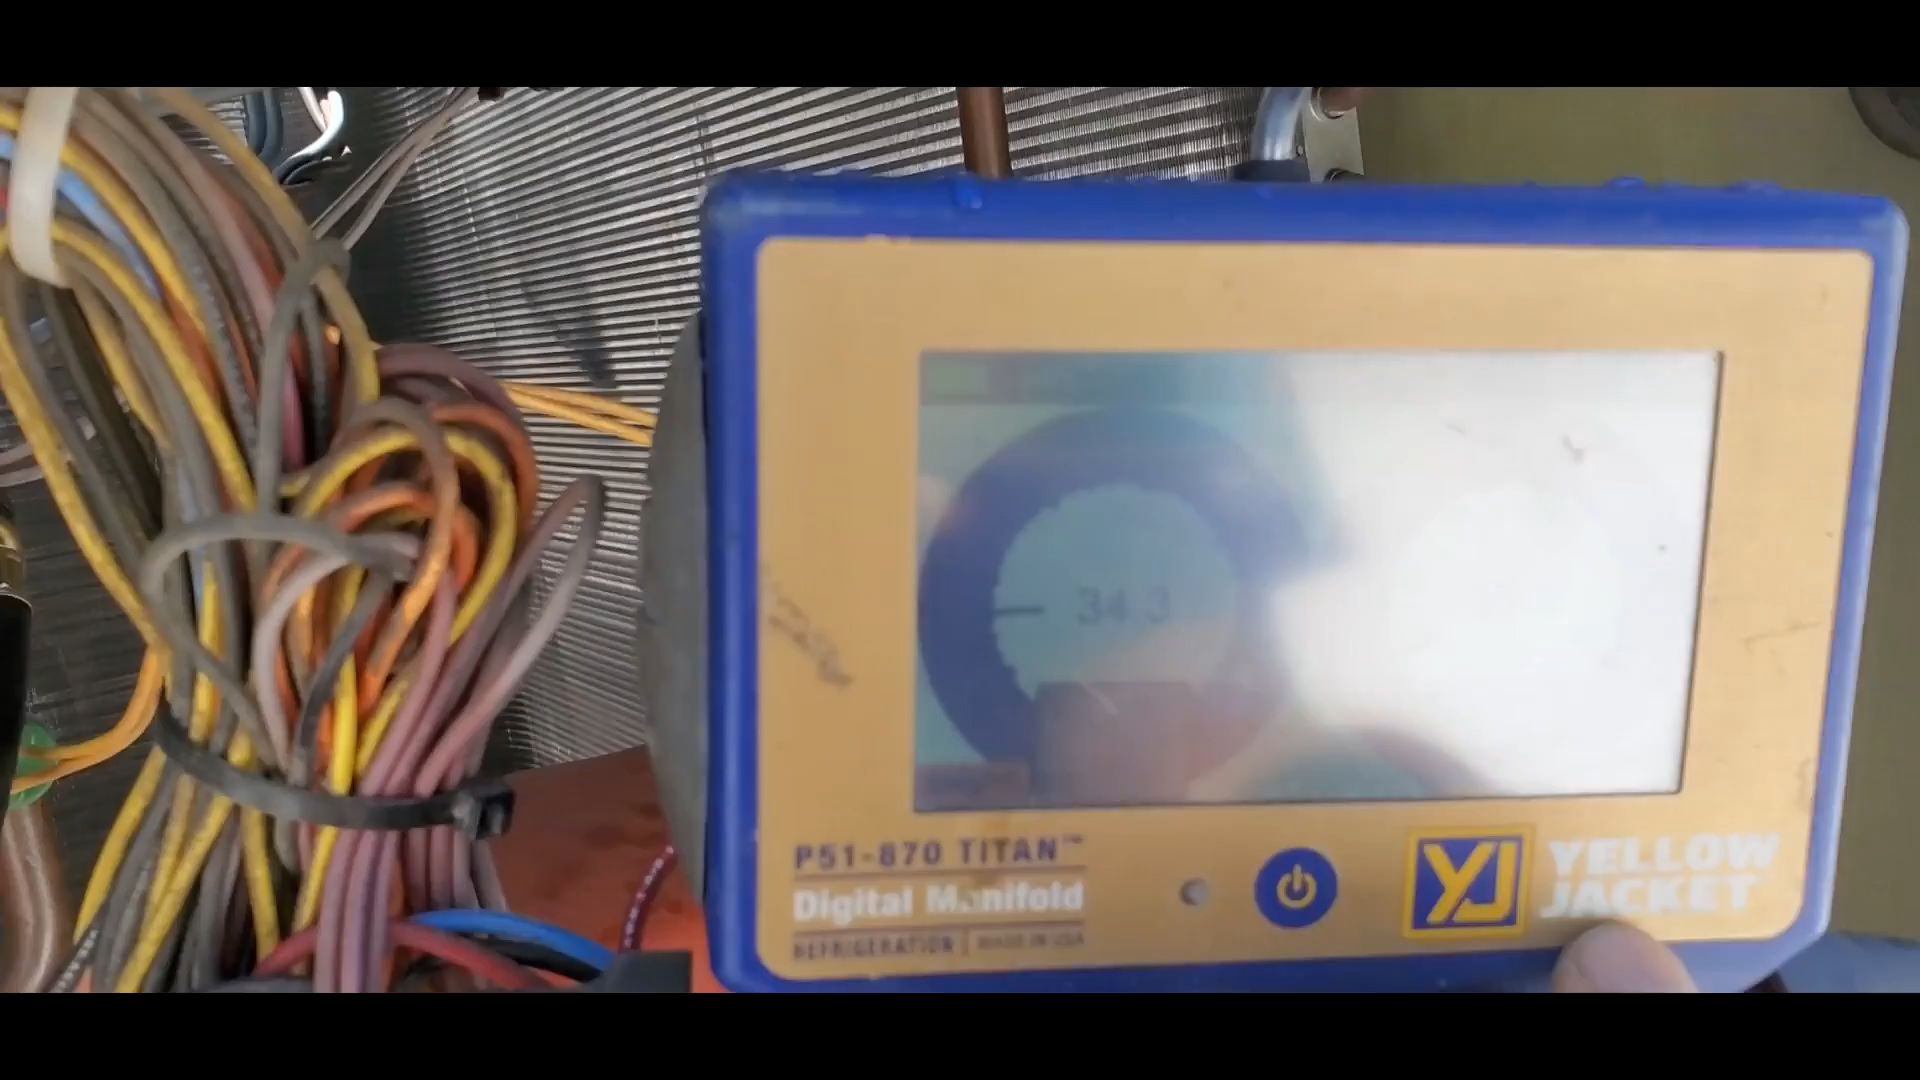 34.3
P51-870 TITAN™
Digital Manifold
REFRIGERATION | MADE IN USA
YJ YELLOW
JACKET